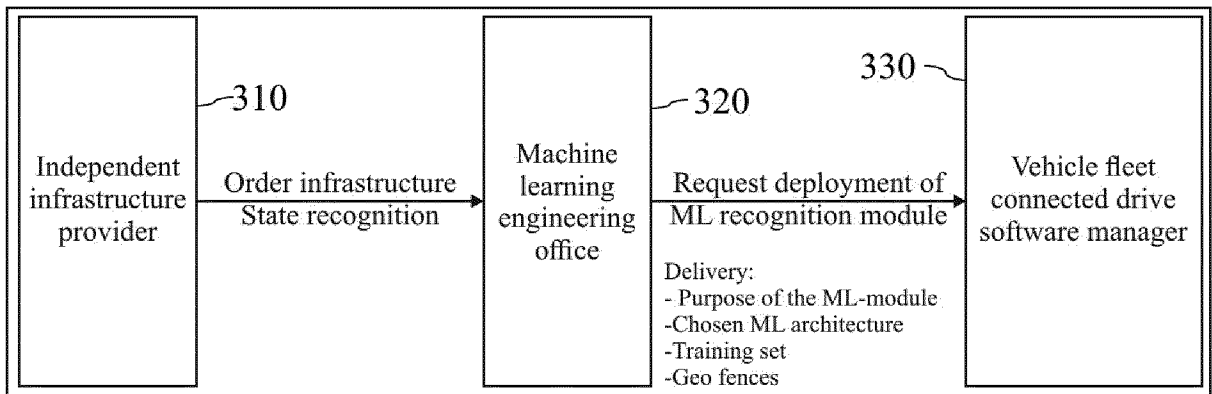 310
Independent
infrastructure
provider
Order infrastructure
State recognition
320
Machine
learning
engineering
office
Request deployment of
ML recognition module
Delivery:
- Purpose of the ML-module
-Chosen ML architecture
-Training set
-Geo fences
330
Vehicle fleet
connected drive
software manager